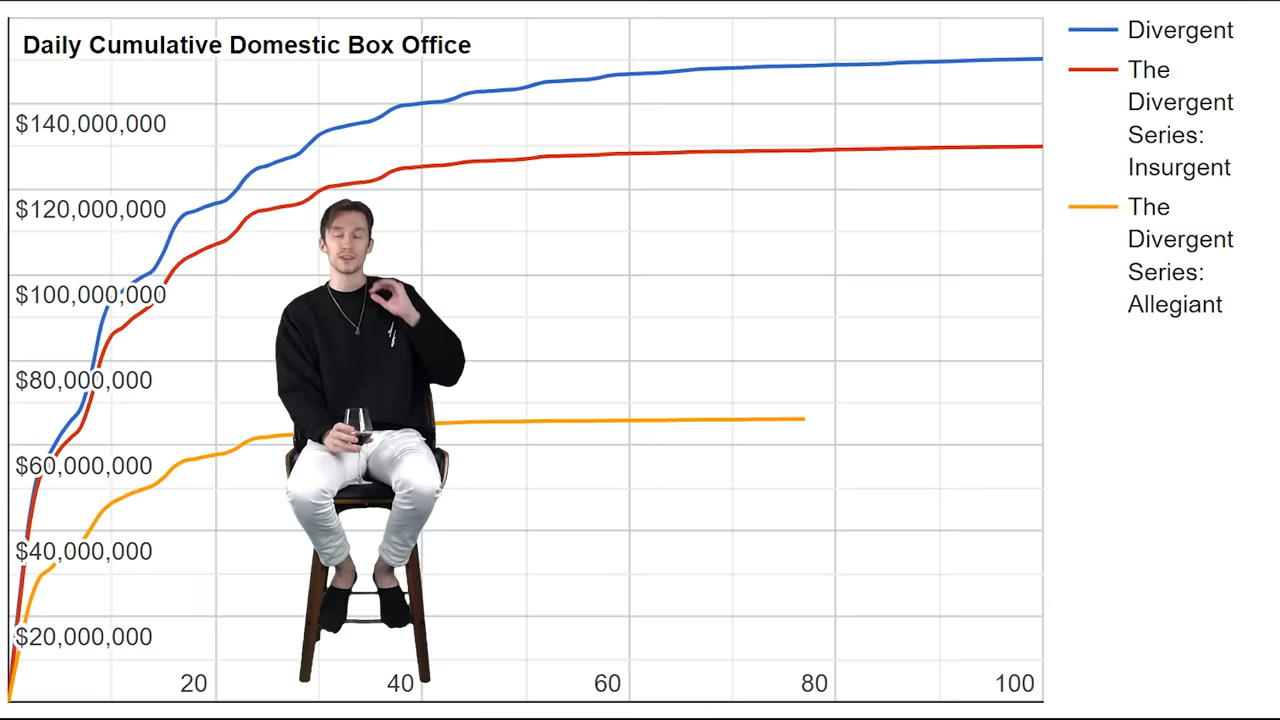 Daily Cumulative Domestic Box Office
$140,000,000
$120,000,000
$100,000,000
$80,000,000
$60,000,000
$40,000,000
$20,000,000
20
40
60
80
100
Divergent
The
Divergent
Series:
Insurgent
The
Divergent
Series:
Allegiant